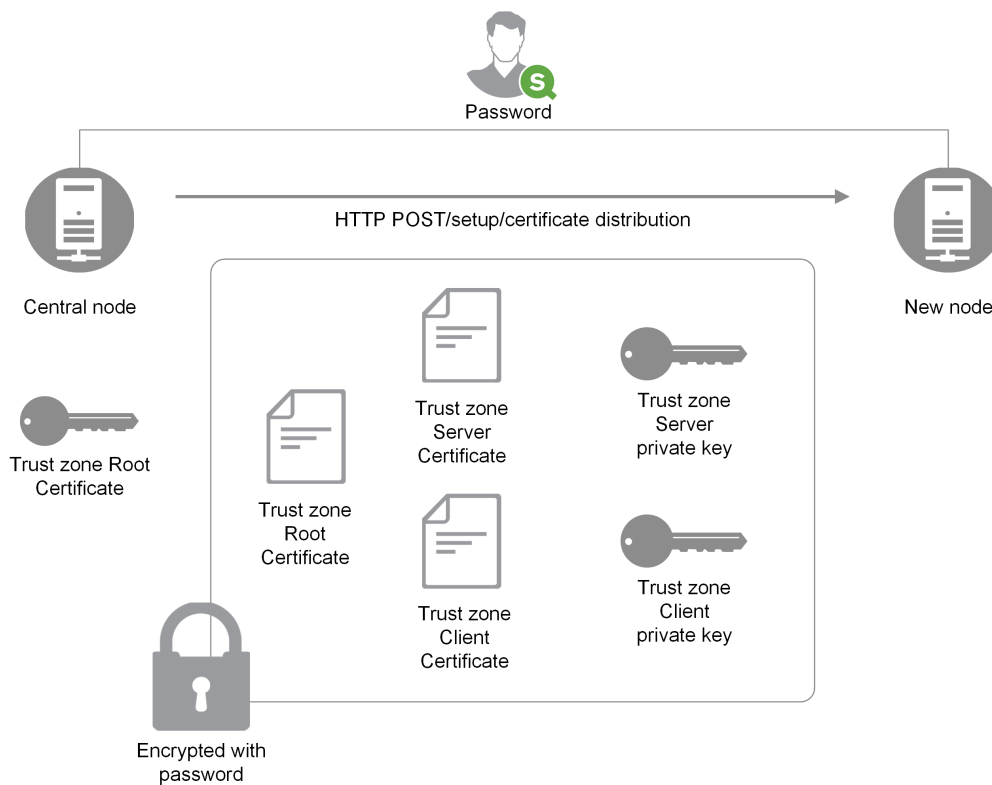 S
Password
HTTP POST/setup/certificate distribution
Central node
New node
Trust zone
Server
Certificate
Trust zone
Server
private key
Trust zone Root
Certificate
Trust zone
Root
Certificate
Trust zone
Client
Certificate
Trust zone
Client
private key
Encrypted with
password